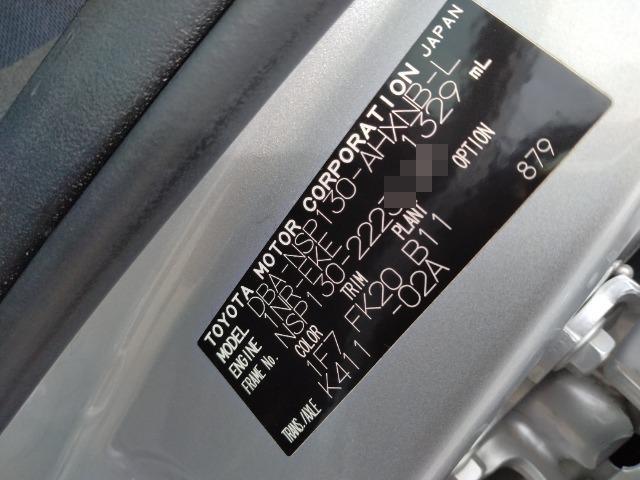 TOYOTA MOTOR CORPORATION JAPAN
MODEL DBA-NSP130-AHXNB-L
ENGINE 1NR-FKE 1329 mL
FRAME No. NSP130-2223
COLOR TRIM PLANT OPTION
1F7 FK20 B11 879
TRANS./AXLE K411 -02A